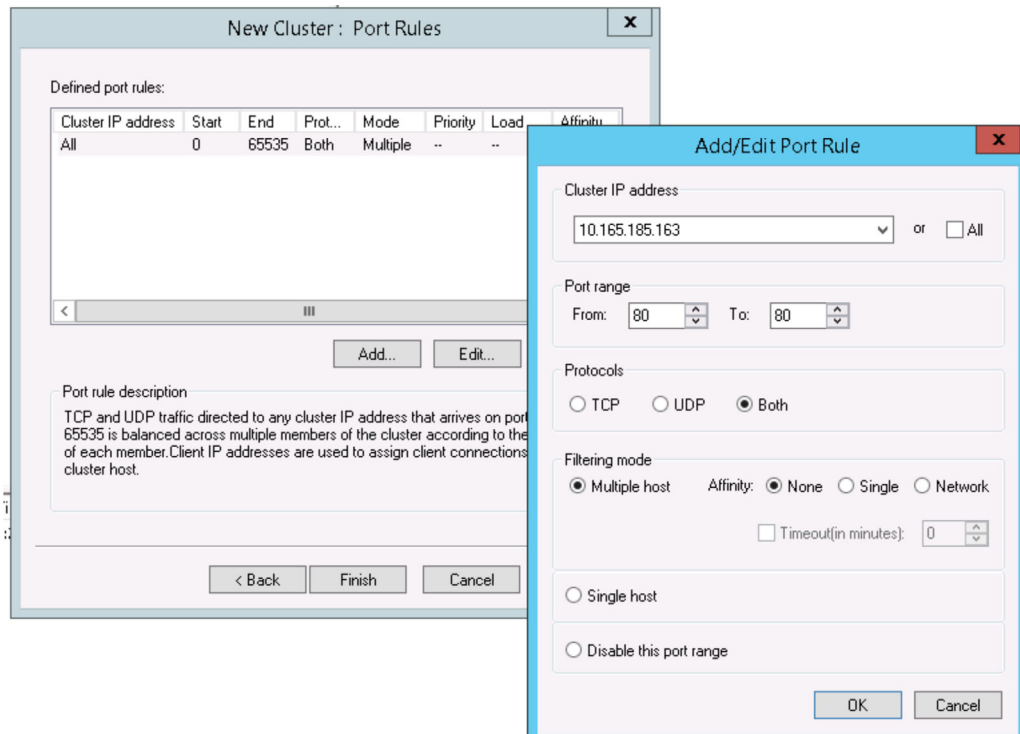 New Cluster : Port Rules
x
Defined port rules:
Cluster IP address Start End Prot... Mode Priority Load Affinity
All 0 65535 Both Multiple -- --
Add... Edit...
Port rule description
TCP and UDP traffic directed to any cluster IP address that arrives on port
65535 is balanced across multiple members of the cluster according to the
of each member.Client IP addresses are used to assign client connections
cluster host.
< Back Finish Cancel
Add/Edit Port Rule
x
Cluster IP address
10.165.185.163 or All
Port range
From: 80 To: 80
Protocols
TCP UDP Both
Filtering mode
Multiple host Affinity: None Single Network
Timeout(in minutes): 0
Single host
Disable this port range
OK Cancel